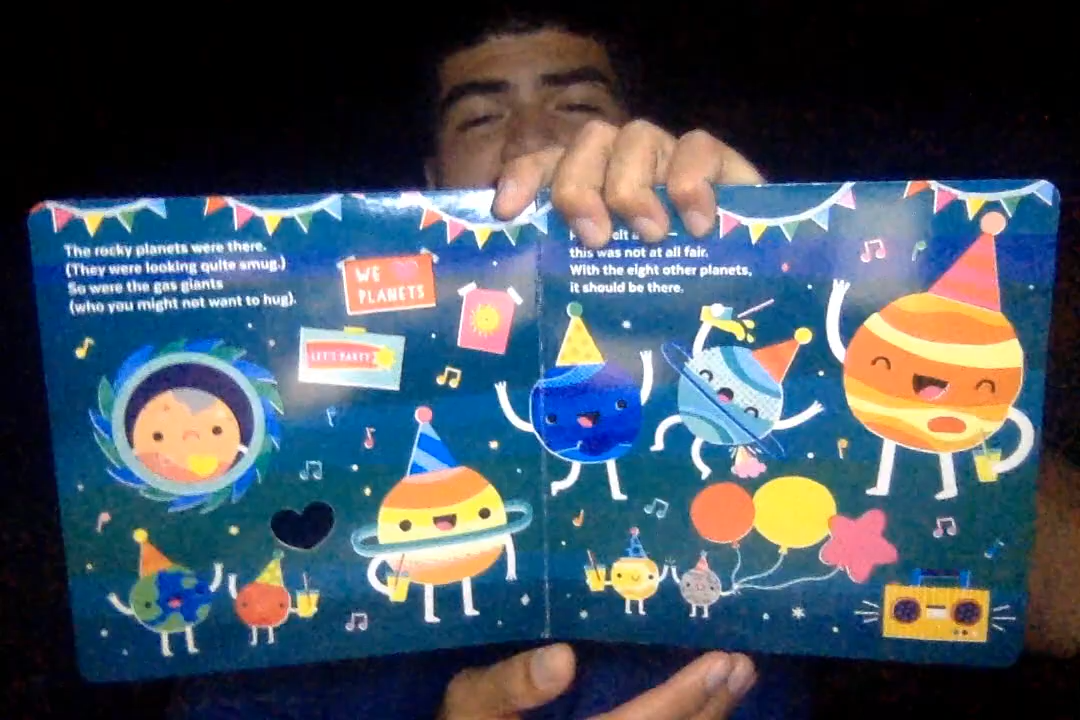 The rocky planets were there.
(They were looking quite smug.)
So were the gas giants
(who you might not want to hug).
WE
PLANETS
LET'S PARTY
this was not at all fair.
With the eight other planets,
it should be there.